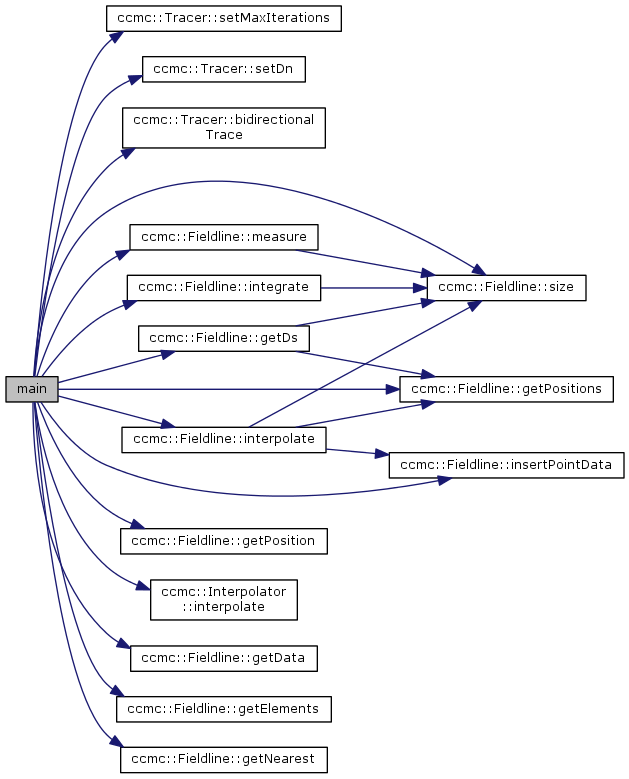 ccmc::Tracer::setMaxIterations
ccmc::Tracer::setDn
ccmc::Tracer::bidirectional
Trace
ccmc::Fieldline::measure
ccmc::Fieldline::size
ccmc::Fieldline::integrate
ccmc::Fieldline::getDs
main
ccmc::Fieldline::getPositions
ccmc::Fieldline::interpolate
ccmc::Fieldline::insertPointData
ccmc::Fieldline::getPosition
ccmc::Interpolator
::interpolate
ccmc::Fieldline::getData
ccmc::Fieldline::getElements
ccmc::Fieldline::getNearest